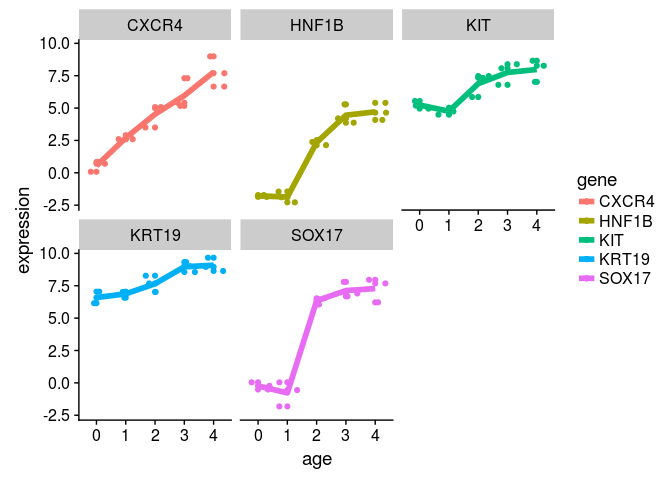 CXCR4 HNF1B KIT
10.0
7.5
5.0
2.5
0.0
-2.5
0 1 2 3 4
KRT19 SOX17
10.0
7.5
5.0
2.5
0.0
-2.5
0 1 2 3 4 0 1 2 3 4
expression
age
gene
CXCR4
HNF1B
KIT
KRT19
SOX17